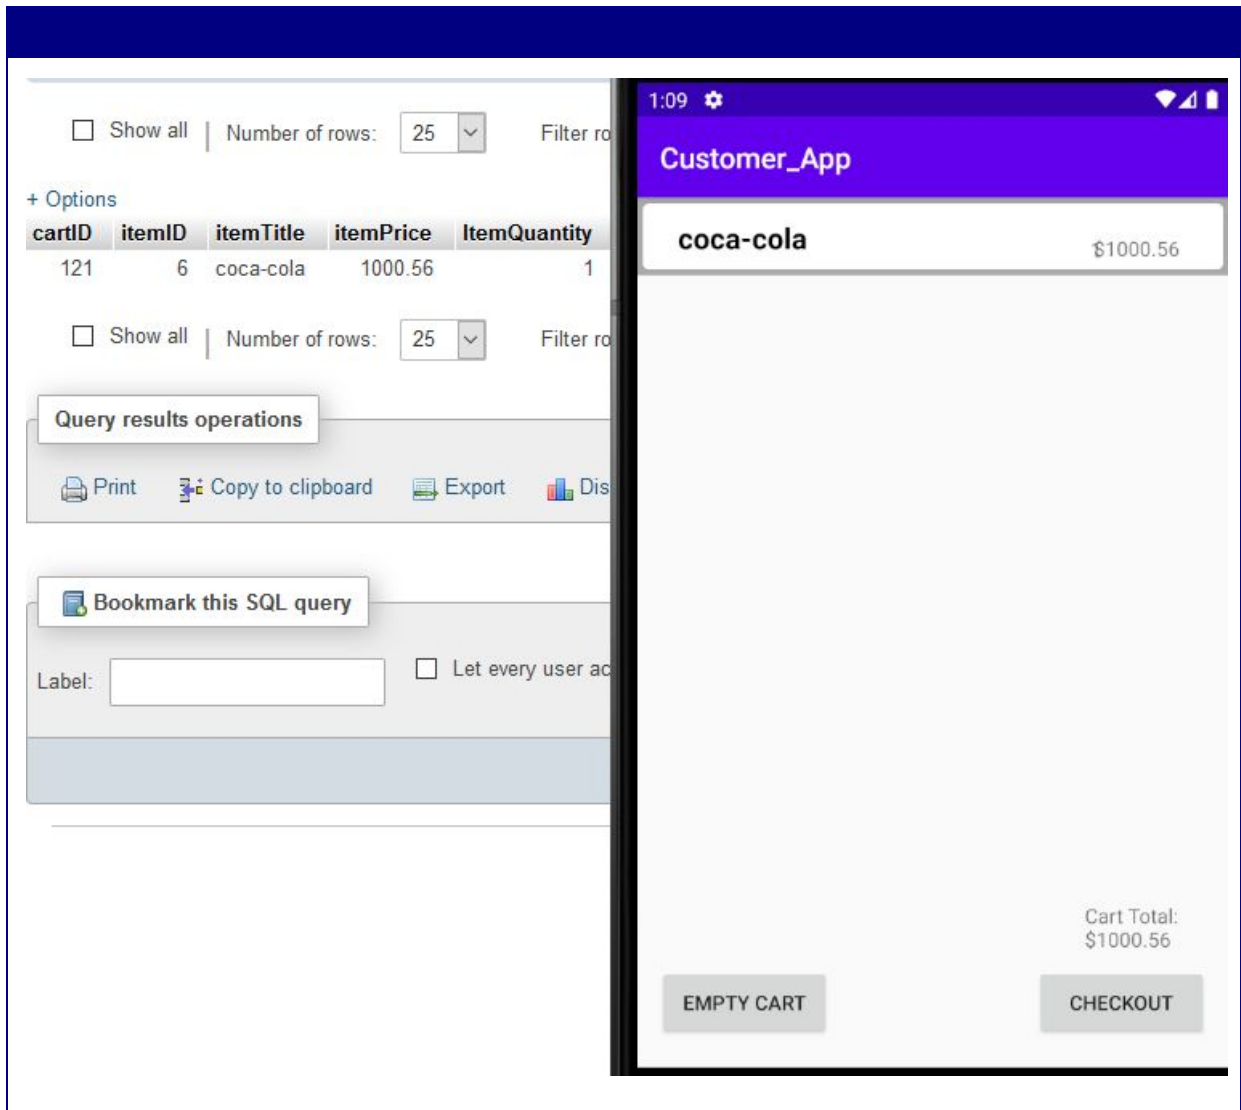 Show all | Number of rows: 25 Filter ro
+ Options
cartID itemID itemTitle itemPrice ItemQuantity
121 6 coca-cola 1000.56 1
Show all | Number of rows: 25 Filter ro
Query results operations
Print Copy to clipboard Export Dis
Bookmark this SQL query
Label: Let every user ac
1:09
Customer_App
coca-cola $1000.56
Cart Total:
$1000.56
EMPTY CART CHECKOUT